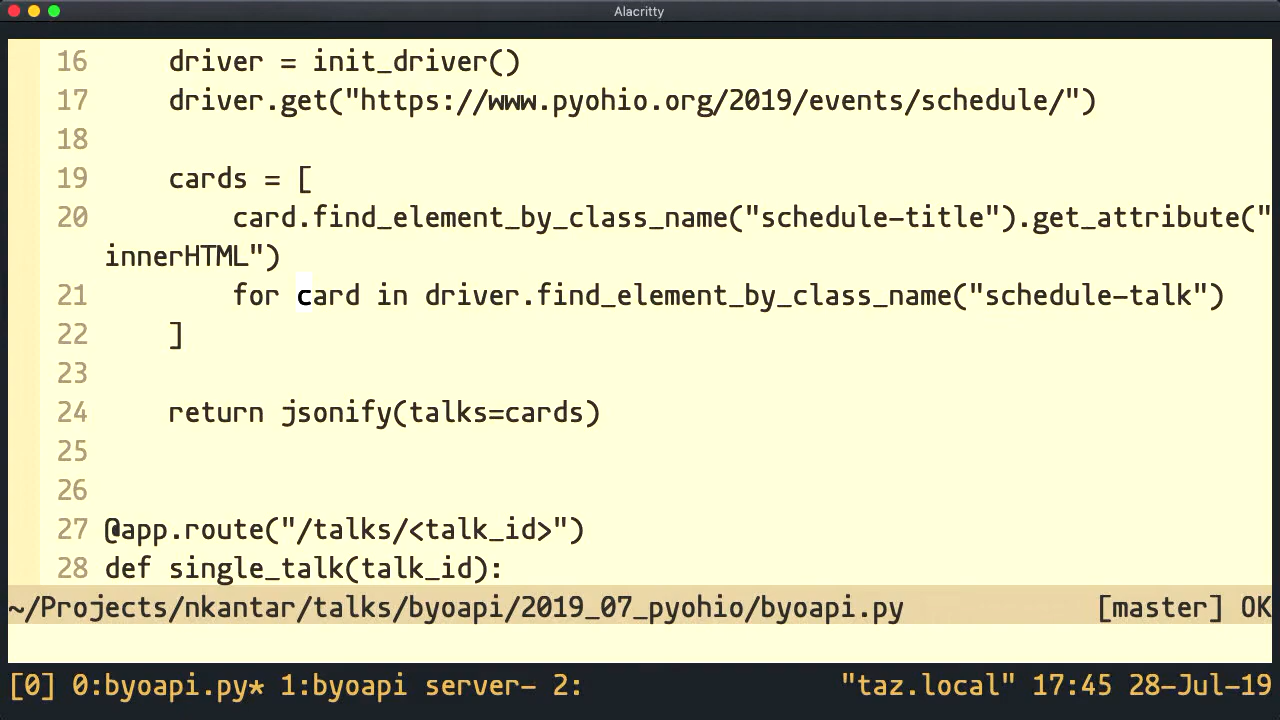 Alacritty
16 driver = init_driver()
17 driver.get("https://www.pyohio.org/2019/events/schedule/")
18
19 cards = [
20 card.find_element_by_class_name("schedule-title").get_attribute("
innerHTML")
21 for card in driver.find_element_by_class_name("schedule-talk")
22 ]
23
24 return jsonify(talks=cards)
25
26
27 @app.route("/talks/<talk_id>")
28 def single_talk(talk_id):
~/Projects/nkantar/talks/byoapi/2019_07_pyohio/byoapi.py [master] OK
[0] 0:byoapi.py* 1:byoapi server- 2: "taz.local" 17:45 28-Jul-19